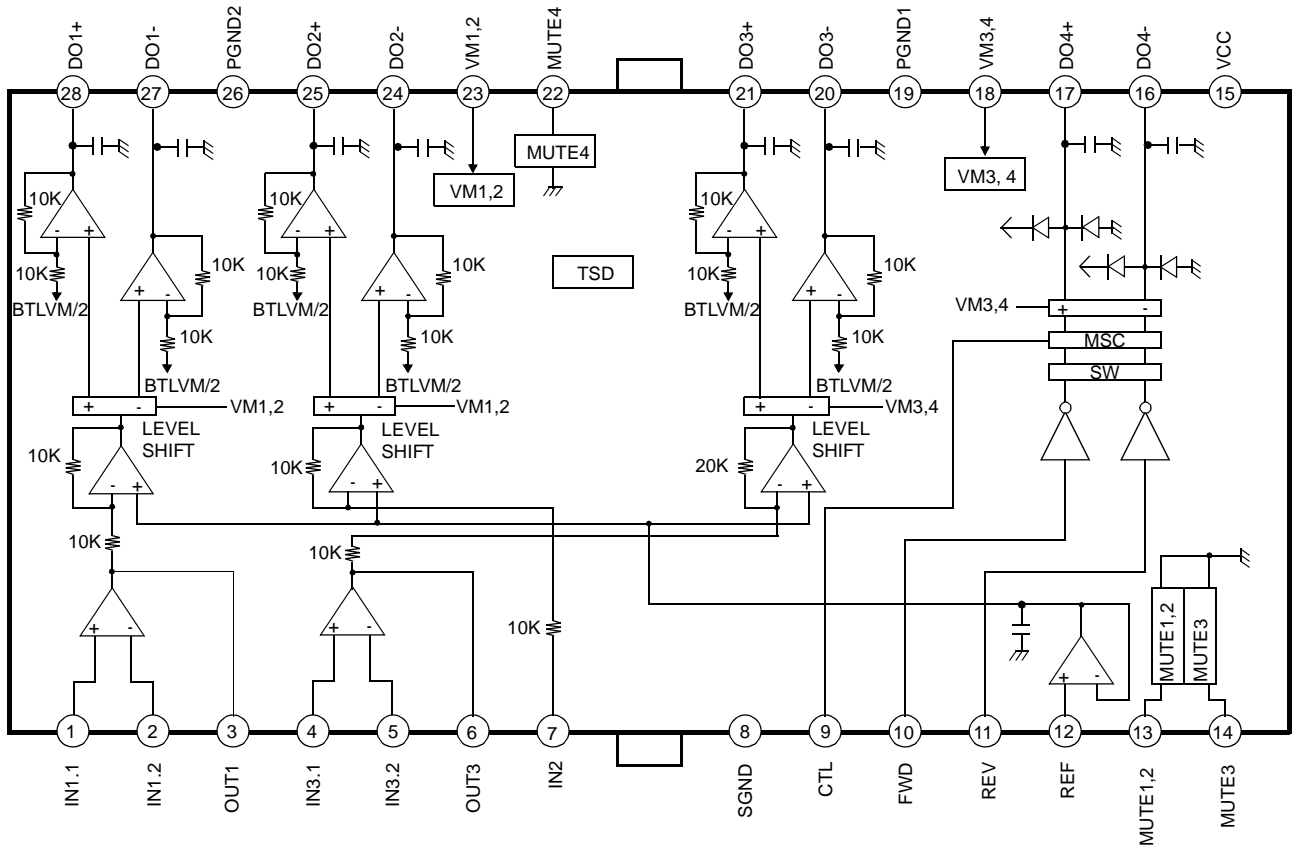 DO1+
DO1-
PGND2
DO2+
DO2-
VM1,2
MUTE4
DO3+
DO3-
PGND1
VM3,4
DO4+
DO4-
VCC
28
27
26
25
24
23
22
21
20
19
18
17
16
15
MUTE4
VM1,2
VM3, 4
10K
10K
10K
- +
- +
- +
10K
10K
10K
10K
10K
10K
TSD
BTLVM/2
BTLVM/2
BTLVM/2
+ -
+ -
+ -
VM3,4
+ -
10K
10K
10K
MSC
BTLVM/2
BTLVM/2
BTLVM/2
SW
+ -
VM1,2
+ -
VM1,2
+ -
VM3,4
LEVEL
SHIFT
LEVEL
SHIFT
LEVEL
SHIFT
10K
10K
20K
- +
- +
- +
10K
10K
10K
+ -
+ -
+ -
MUTE1,2
MUTE3
1
2
3
4
5
6
7
8
9
10
11
12
13
14
IN1.1
IN1.2
OUT1
IN3.1
IN3.2
OUT3
IN2
SGND
CTL
FWD
REV
REF
MUTE1,2
MUTE3